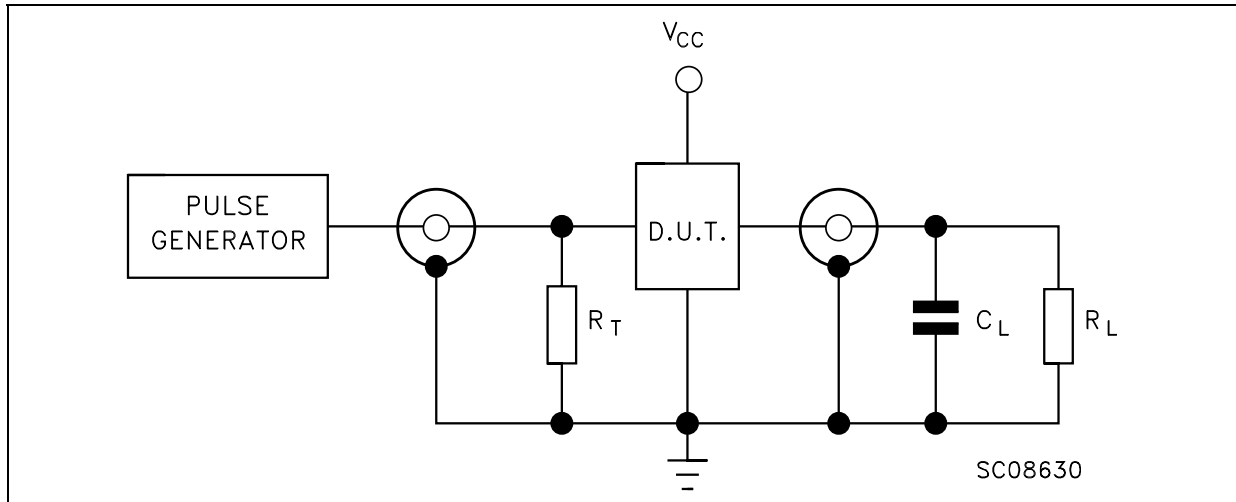 VCC
PULSE
GENERATOR
D.U.T.
RT
CL
RL
SC08630